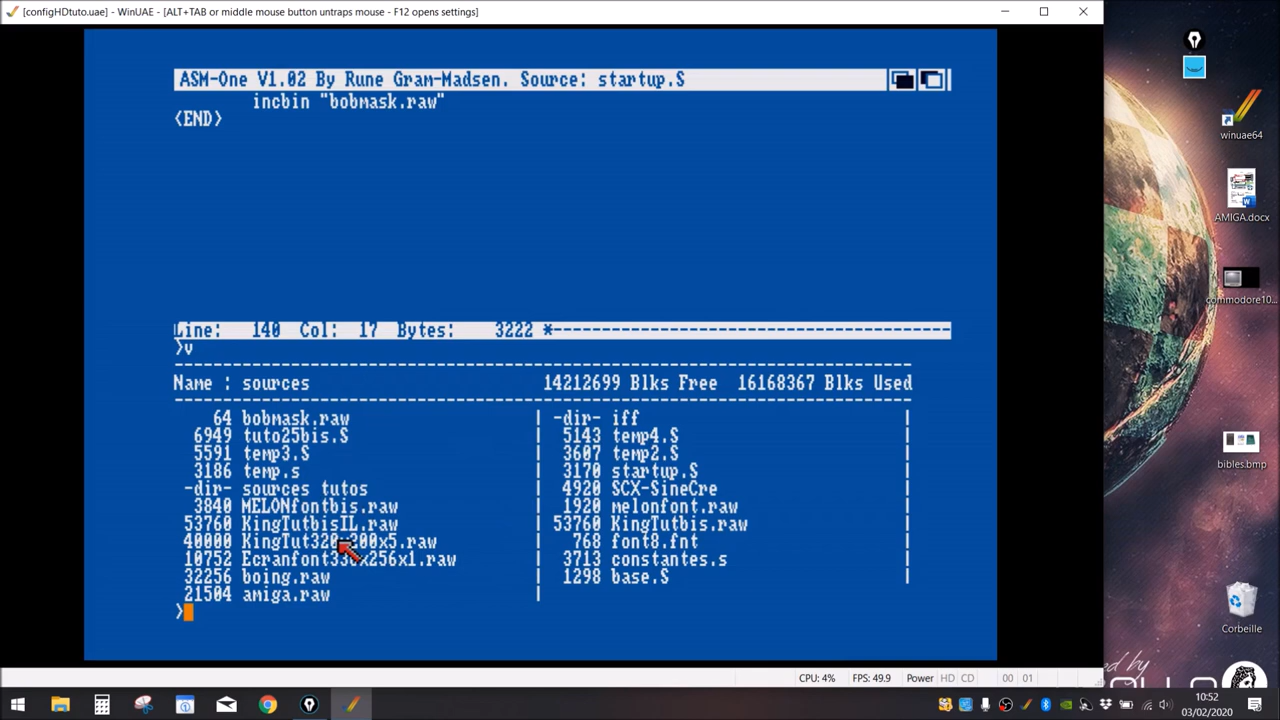 [configHDtuto.uae] - WinUAE - [ALT+TAB or middle mouse button untraps mouse - F12 opens settings]
ASM-One V1.02 By Rune Gram-Madsen. Source: startup.S
incbin "bobmask.raw"
<END>
Line: 140 Col: 17 Bytes: 3222 *-----------------------------------------
>v
Name : sources 14212699 Blks Free 16168367 Blks Used
64 bobmask.raw | -dir- iff |
6949 tuto25bis.S | 5143 temp4.S |
5591 temp3.S | 3607 temp2.S |
3186 temp.s | 3170 startup.S |
-dir- sources tutos | 4920 SCX-SineCre |
3840 MELONfontbis.raw | 1920 melonfont.raw |
53760 KingTutbisIL.raw | 53760 KingTutbis.raw |
40000 KingTut320x200x5.raw | 768 font8.fnt |
10752 Ecranfont336x256x1.raw | 3713 constantes.s |
32256 boing.raw | 1298 base.S |
21504 amiga.raw |
>
CPU: 4% FPS: 49.9 Power HD CD 00 01
winuae64
AMIGA.docx
commodore10...
bibles.bmp
Corbeille
10:52
03/02/2020